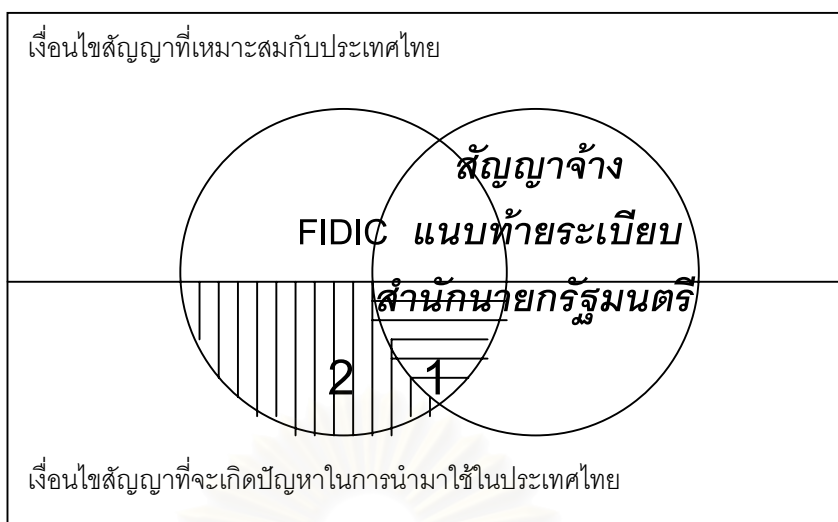 เงื่อนไขสัญญาที่เหมาะสมกับประเทศไทย
สัญญาจ้าง
FIDIC แนบท้ายระเบียบ
สำนักนายกรัฐมนตรี
2 1
เงื่อนไขสัญญาที่จะเกิดปัญหาในการนำมาใช้ในประเทศไทย